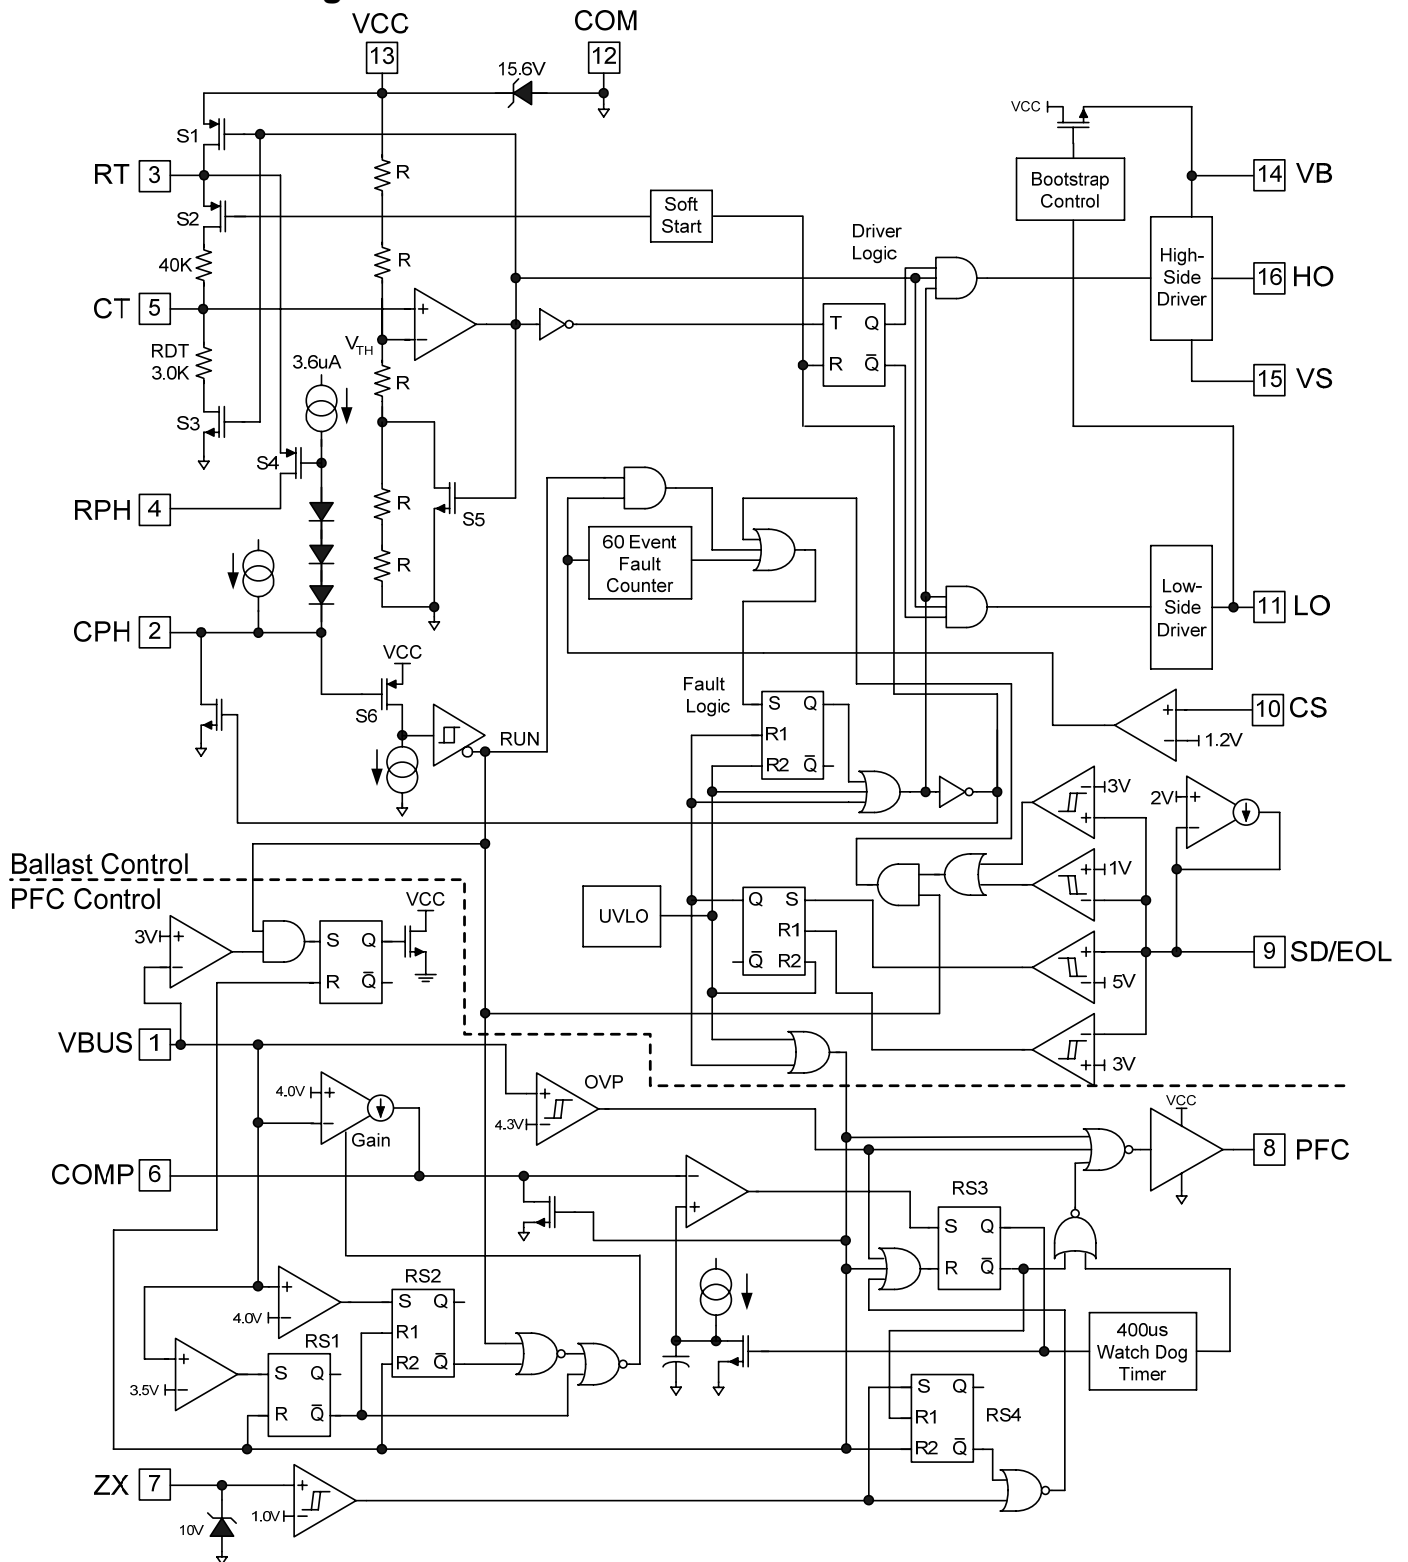 VCC
13
COM
12
15.6V
VCC
S1
R
RT 3
Bootstrap
Control
14 VB
S2
Soft
Start
Driver
Logic
40K
R
High-
Side
Driver
16 HO
CT 5
+
−
VTH
T Q
R Q̅
RDT
3.0K
3.6uA
R
15 VS
S3
S4
RPH 4
R
S5
60 Event
Fault
Counter
R
Low-
Side
Driver
11 LO
CPH 2
VCC
S6
RUN
Fault
Logic
S Q
R1
R2 Q̅
+
−
1.2V
10 CS
3V
−
+
2V
+
−
Ballast Control
PFC Control
1V
+
−
UVLO
Q S
R1
Q̅ R2
VCC
3V
+
−
S Q
R Q̅
+
−
5V
9 SD/EOL
VBUS 1
−
+
3V
4.0V
+
−
Gain
OVP
+
−
4.3V
VCC
8 PFC
COMP 6
−
+
RS3
S Q
R Q̅
RS2
S Q
R1
R2 Q̅
+
−
4.0V
400us
Watch Dog
Timer
RS1
S Q
R Q̅
+
−
3.5V
S Q
R1
R2 Q̅
RS4
ZX 7
10V
+
−
1.0V